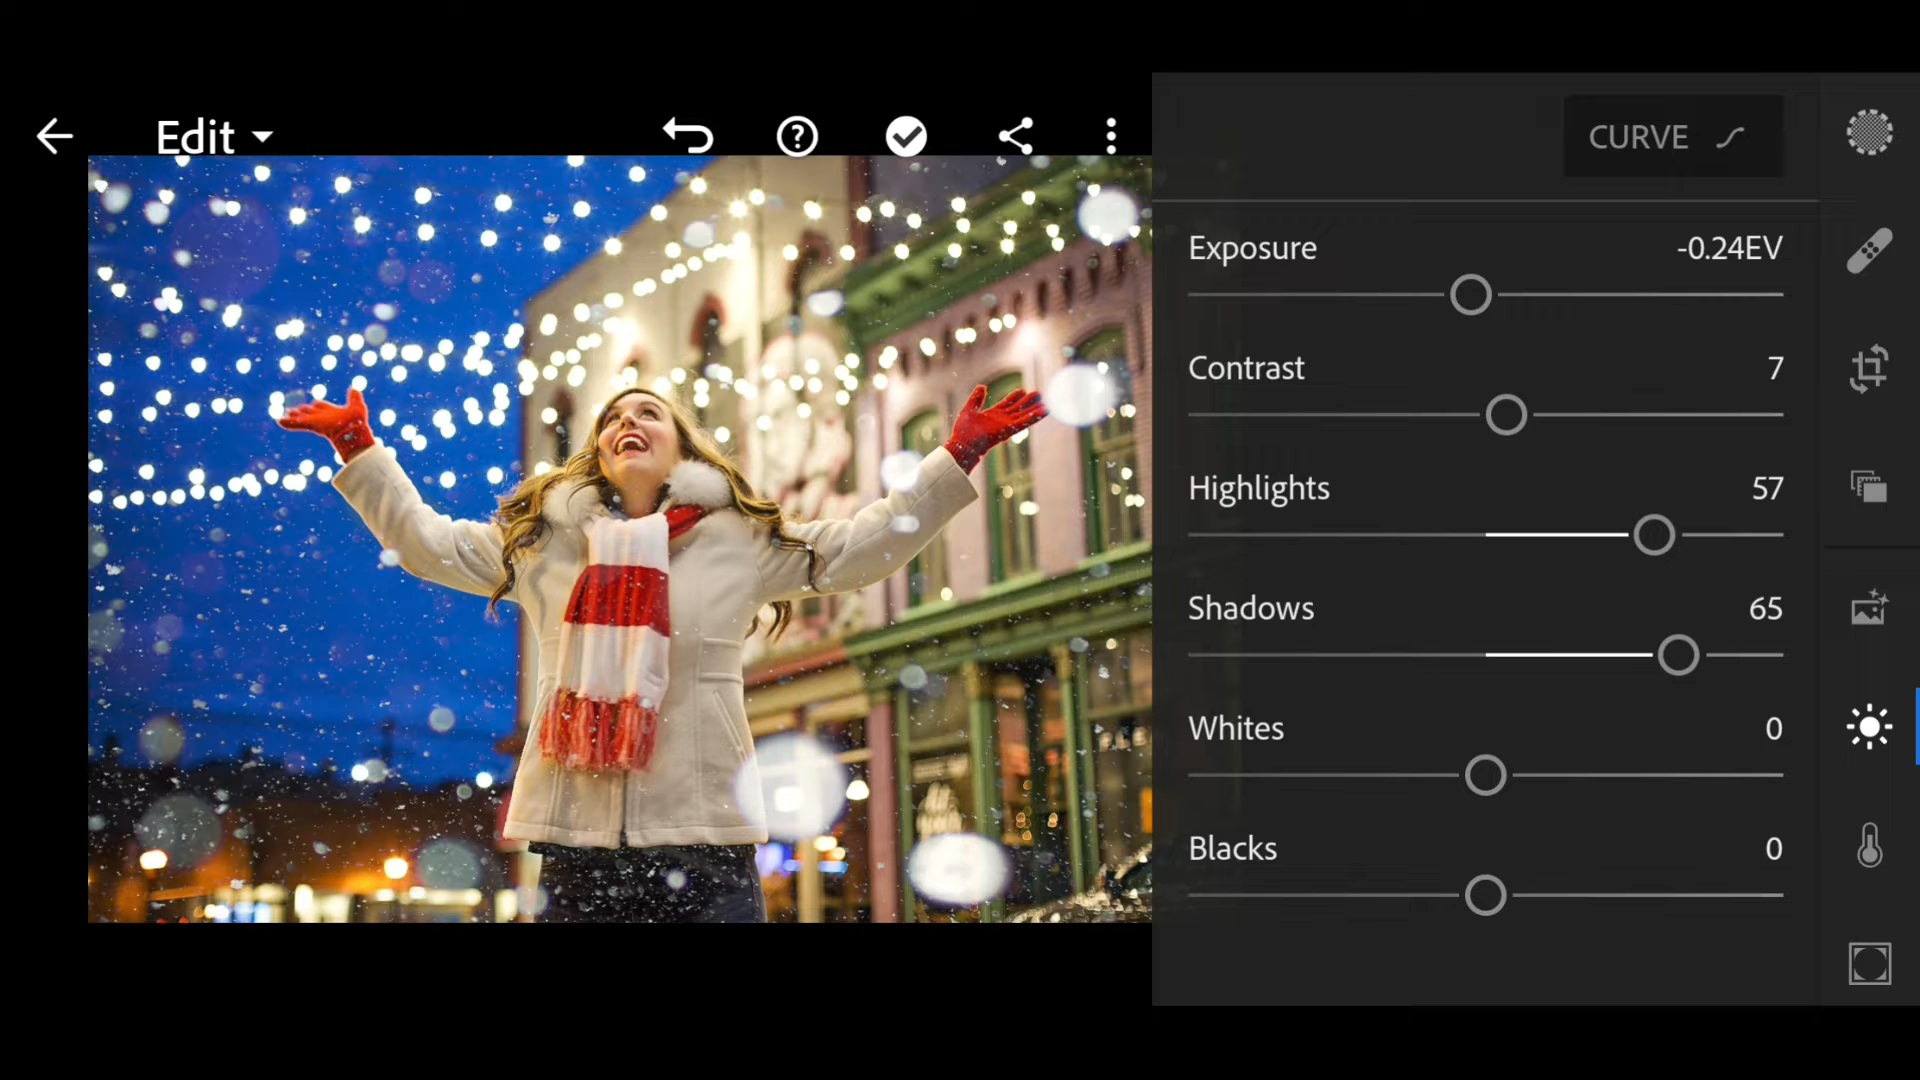 Edit
CURVE
Exposure -0.24EV
Contrast 7
Highlights 57
Shadows 65
Whites 0
Blacks 0